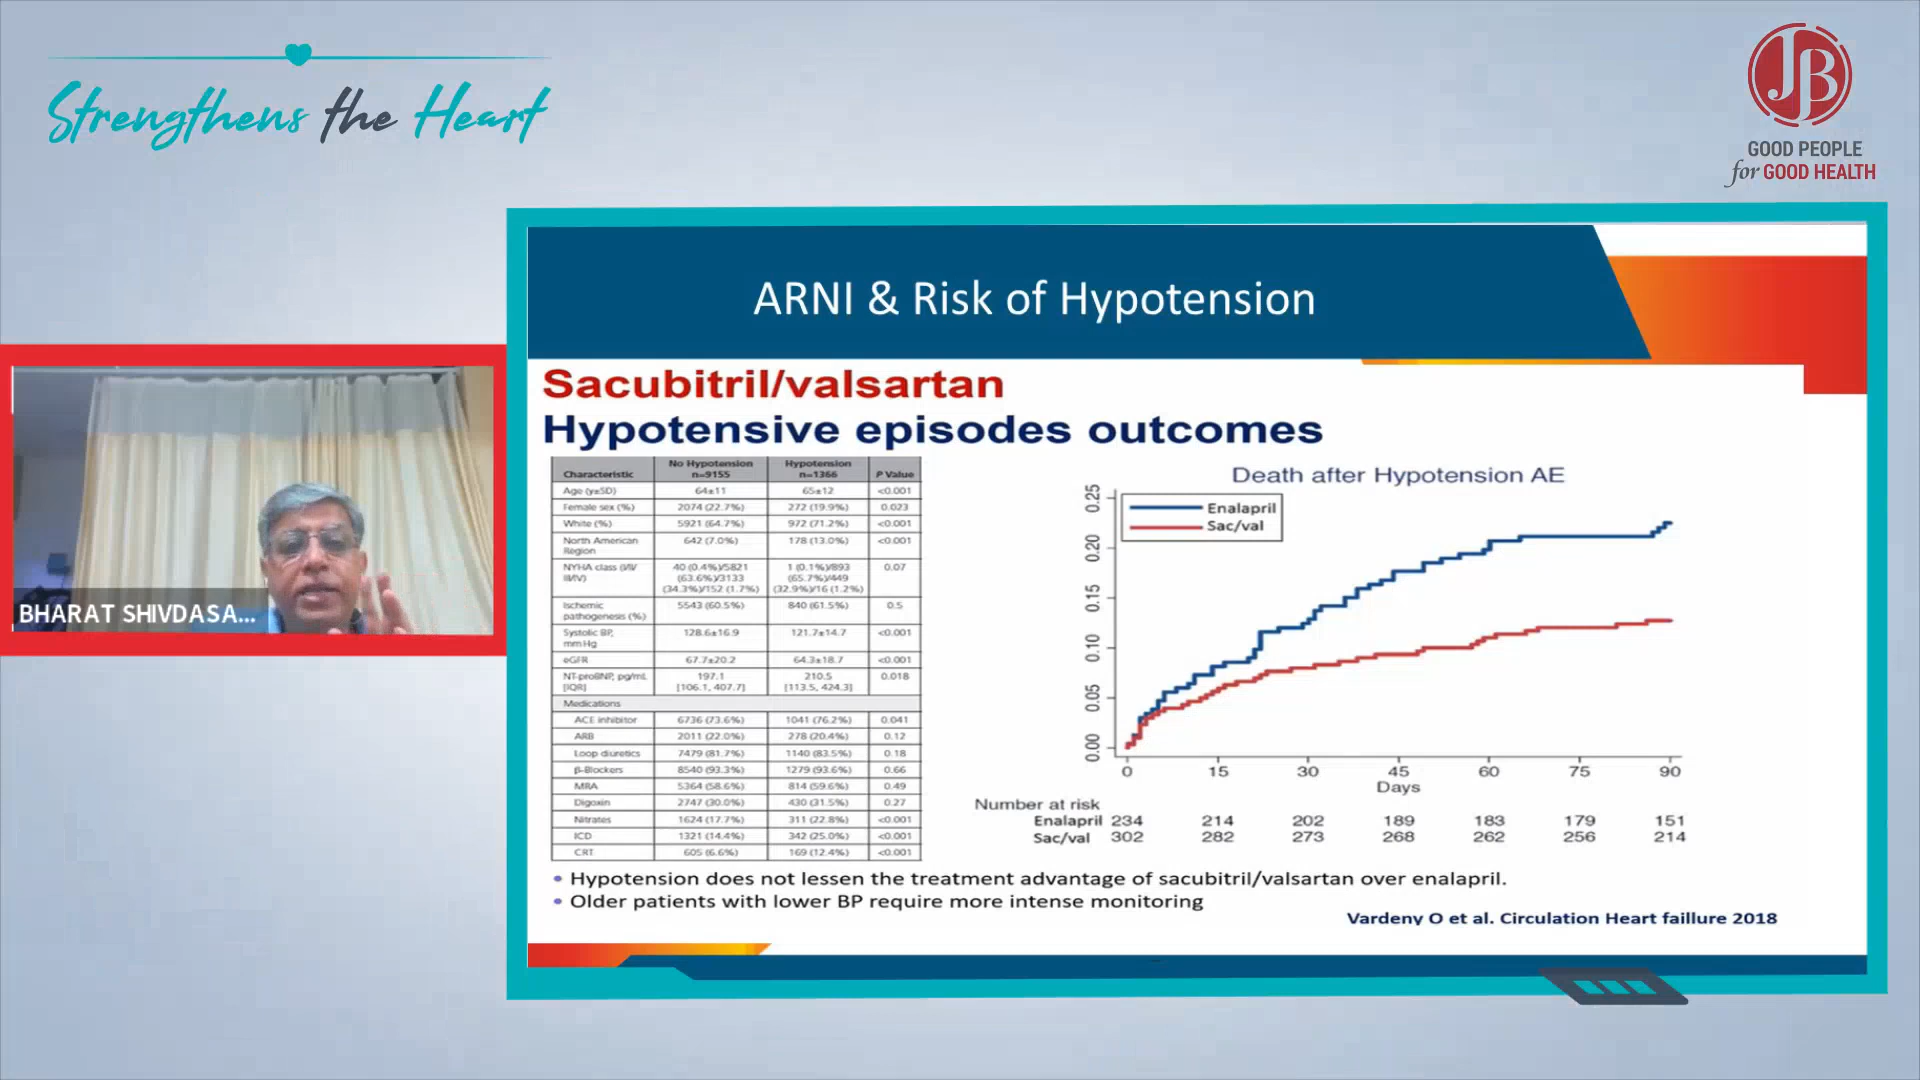 Strengthens the Heart
JB
GOOD PEOPLE
for GOOD HEALTH
ARNI & Risk of Hypotension
Sacubitril/valsartan
Hypotensive episodes outcomes
BHARAT SHIVDASA...
Characteristic No Hypotension n=9155 Hypotension n=1366 P Value
Age (y±SD) 64±11 65±12 <0.001
Female sex (%) 2074 (22.7%) 272 (19.9%) 0.023
White (%) 5921 (64.7%) 972 (71.2%) <0.001
North American Region 642 (7.0%) 178 (13.0%) <0.001
NYHA class (I/II/III/IV) 40 (0.4%)/5821 (63.6%)/3133 (34.3%)/152 (1.7%) 1 (0.1%)/893 (65.7%)/449 (32.9%)/16 (1.2%) 0.07
Ischemic pathogenesis (%) 5543 (60.5%) 840 (61.5%) 0.5
Systolic BP, mm Hg 128.6±16.9 121.7±14.7 <0.001
eGFR 67.7±20.2 64.3±18.7 <0.001
NT-proBNP, pg/mL [IQR] 197.1 [106.1, 407.7] 210.5 [113.5, 424.3] 0.018
Medications
ACE inhibitor 6736 (73.6%) 1041 (76.2%) 0.041
ARB 2011 (22.0%) 278 (20.4%) 0.12
Loop diuretics 7479 (81.7%) 1140 (83.5%) 0.18
β-Blockers 8540 (93.3%) 1279 (93.6%) 0.66
MRA 5364 (58.6%) 814 (59.6%) 0.49
Digoxin 2747 (30.0%) 430 (31.5%) 0.27
Nitrates 1624 (17.7%) 311 (22.8%) <0.001
ICD 1321 (14.4%) 342 (25.0%) <0.001
CRT 605 (6.6%) 169 (12.4%) <0.001
Death after Hypotension AE
Enalapril
Sac/val
0.25
0.20
0.15
0.10
0.05
0.00
0 15 30 45 60 75 90
Days
Number at risk
Enalapril 234 214 202 189 183 179 151
Sac/val 302 282 273 268 262 256 214
• Hypotension does not lessen the treatment advantage of sacubitril/valsartan over enalapril.
• Older patients with lower BP require more intense monitoring
Vardeny O et al. Circulation Heart faillure 2018